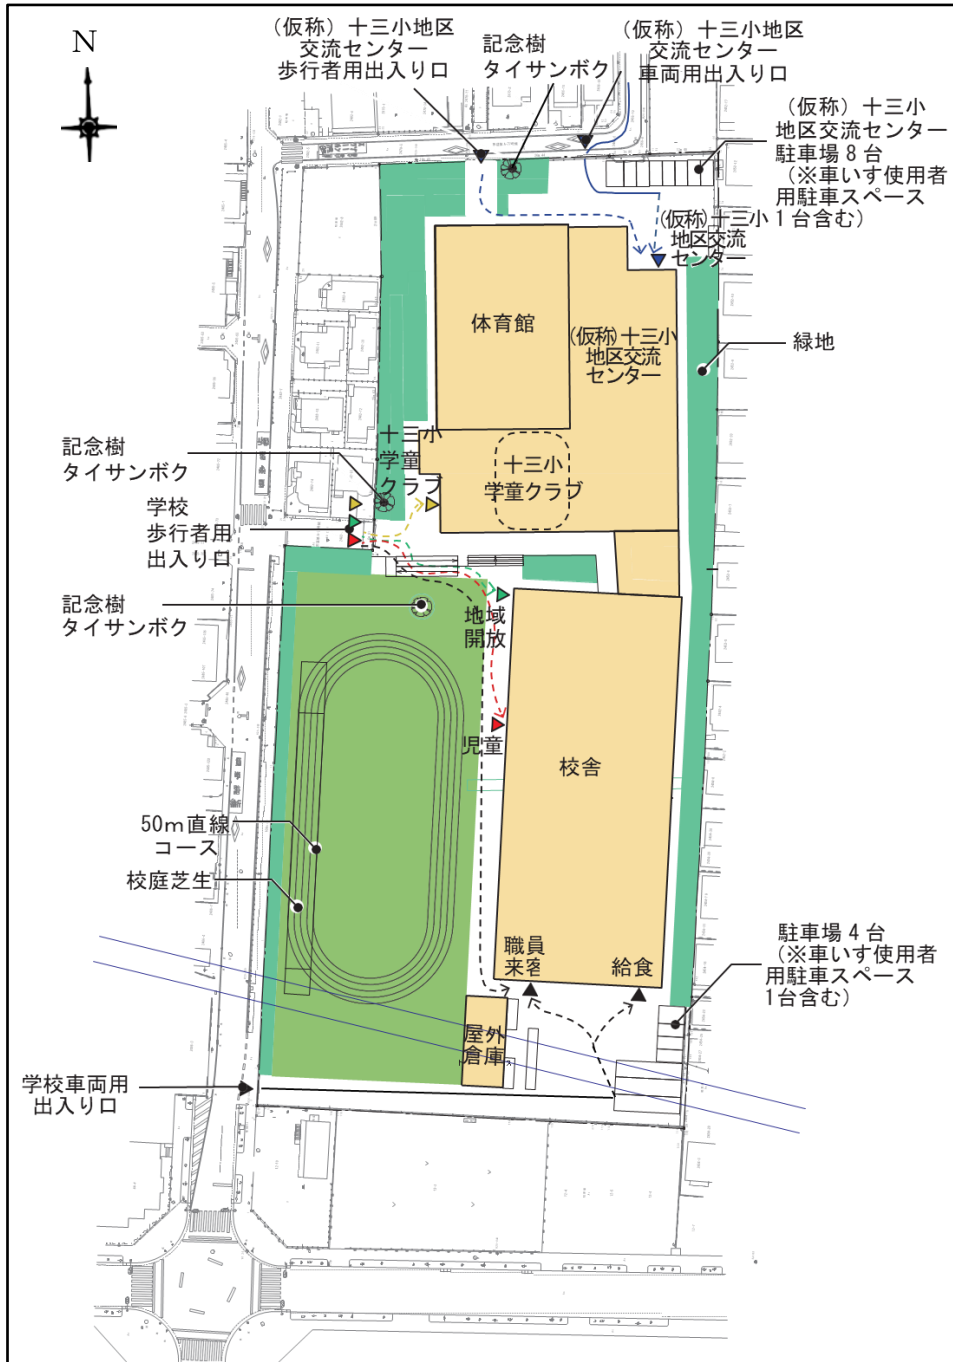 N
（仮称）十三小地区
交流センター
歩行者用出入り口
記念樹
タイサンボク
（仮称）十三小地区
交流センター
車両用出入り口
（仮称）十三小
地区交流センター
駐車場８台
（※車いす使用者
用駐車スペース
１台含む）
（仮称）十三小
地区交流
センター
体育館
（仮称）十三小
地区交流
センター
緑地
十三小
学童
クラブ
十三小
学童クラブ
記念樹
タイサンボク
学校
歩行者用
出入り口
記念樹
タイサンボク
地域
開放
児童
校舎
50ｍ直線
コース
校庭芝生
職員
来客
給食
駐車場４台
（※車いす使用者
用駐車スペース
1台含む）
屋外
倉庫
学校車両用
出入り口